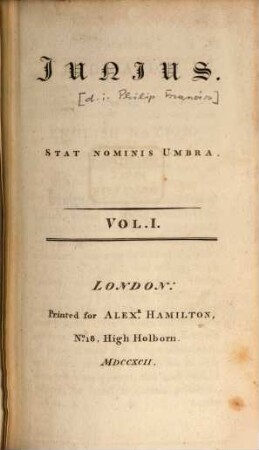 JUNIUS.
[d. i. Philip Francis]
STAT NOMINIS UMBRA.
VOL. I.
LONDON:
Printed for ALEXR. HAMILTON,
No. 18, High Holborn.
MDCCXCII.